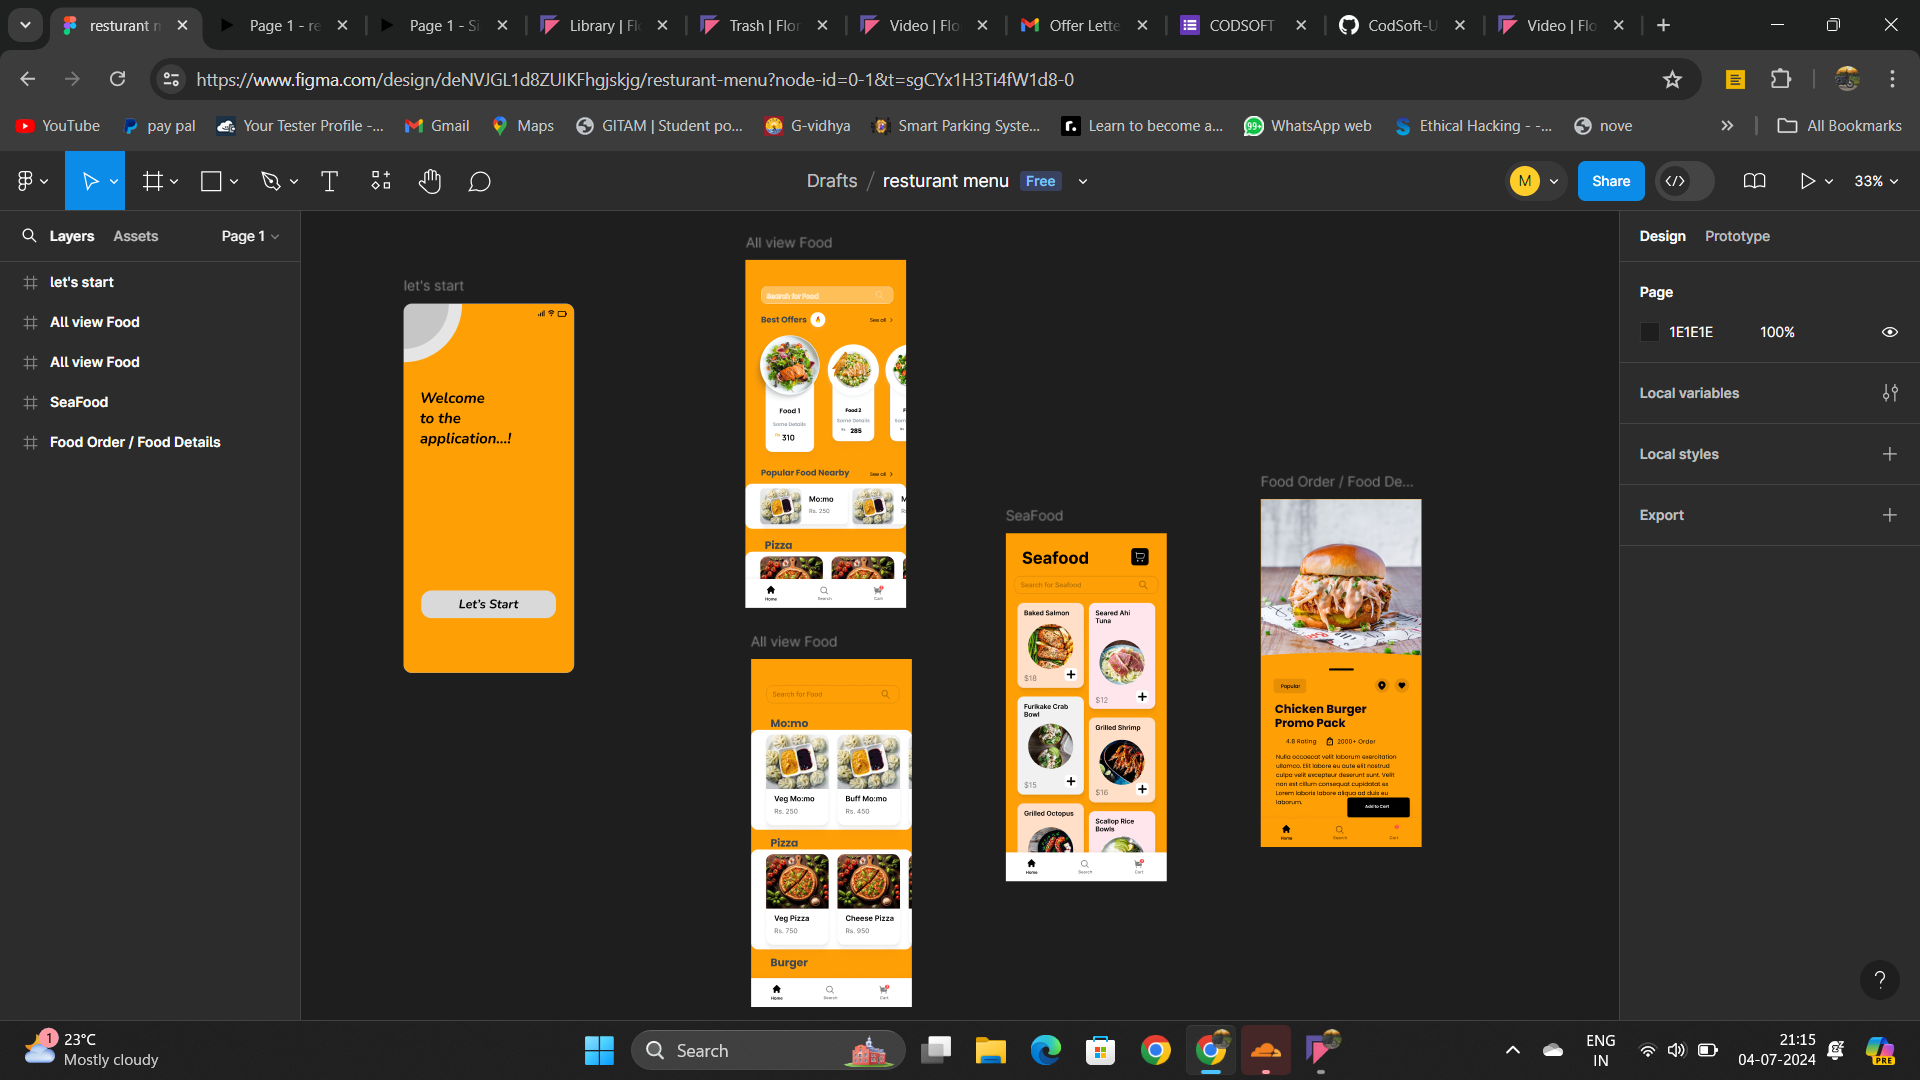 resturant m
Page 1 - re
Page 1 - Si
Library | Flo
Trash | Flor
Video | Flo
Offer Lette
CODSOFT
CodSoft-U
Video | Flo
https://www.figma.com/design/deNVJGL1d8ZUIKFhgjskjg/resturant-menu?node-id=0-1&t=sgCYx1H3Ti4fW1d8-0
YouTube
pay pal
Your Tester Profile -...
Gmail
Maps
GITAM | Student po...
G-vidhya
Smart Parking Syste...
Learn to become a...
99+
WhatsApp web
Ethical Hacking - -...
nove
All Bookmarks
Drafts / resturant menu Free
M
Share
33%
Layers
Assets
Page 1
let's start
All view Food
All view Food
SeaFood
Food Order / Food Details
let's start
Welcome
to the
application...!
Let's Start
All view Food
Search for Food
Best Offers
See all
Food 1
Some Details
Rs 310
Food 2
Some Details
Rs 285
F
Som
Popular Food Nearby
See all
Mo:mo
Rs. 250
M
R
Pizza
Home
Search
Cart
All view Food
Search for Food
Mo:mo
Veg Mo:mo
Rs. 250
Buff Mo:mo
Rs. 450
Pizza
Veg Pizza
Rs. 750
Cheese Pizza
Rs. 950
Burger
Home
Search
Cart
SeaFood
Seafood
Search for Seafood
Baked Salmon
$18
Seared Ahi
Tuna
$12
Furikake Crab
Bowl
$15
Grilled Shrimp
$16
Grilled Octopus
Scallop Rice
Bowls
Home
Search
Cart
Food Order / Food De...
Popular
Chicken Burger
Promo Pack
4.8 Rating
2000+ Order
Nulla occaecat velit laborum exercitation
ullamco. Elit labore eu aute elit nostrud
culpa velit excepteur deserunt sunt. Velit
non est cillum consequat cupidatat ex
Lorem laboris labore aliqua ad duis eu
laborum.
Add to Cart
Home
Search
Cart
Design
Prototype
Page
1E1E1E
100%
Local variables
Local styles
Export
?
1
23°C
Mostly cloudy
Search
ENG
IN
21:15
04-07-2024
PRE